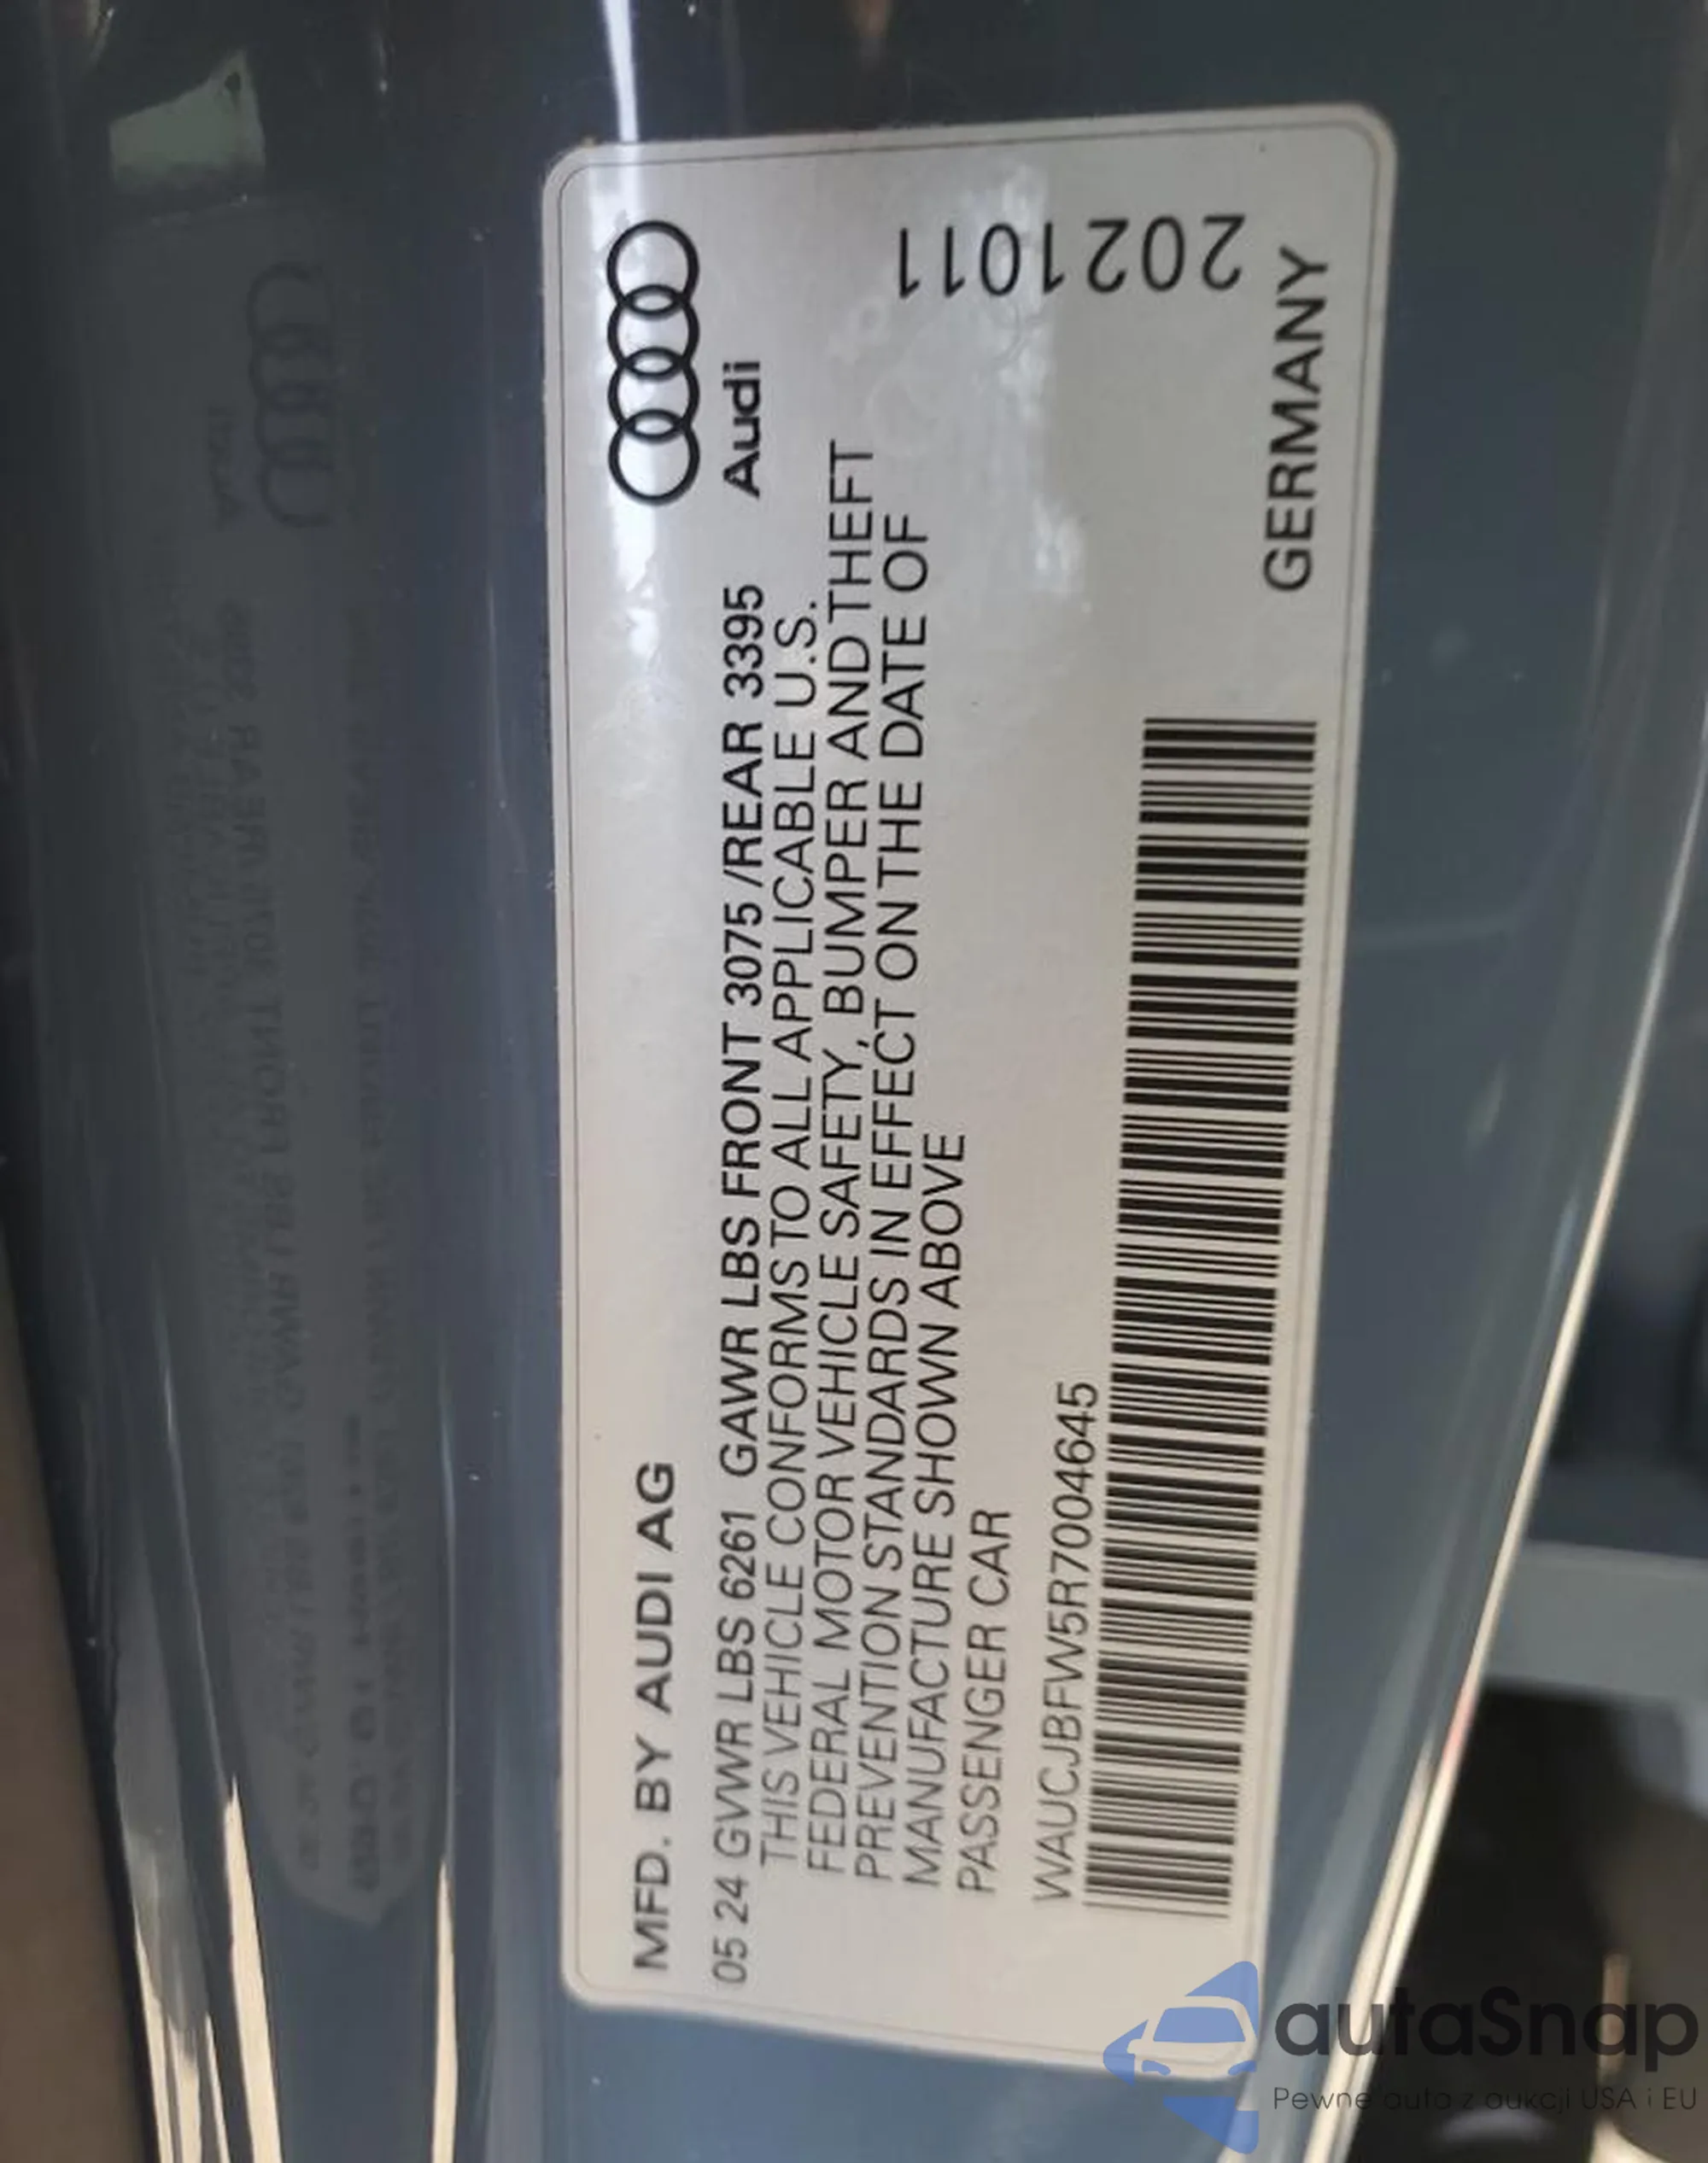 MFD. BY AUDI AG
05 24 GVWR LBS 6261 GAWR LBS FRONT 3075 /REAR 3395
Audi
THIS VEHICLE CONFORMS TO ALL APPLICABLE U.S.
FEDERAL MOTOR VEHICLE SAFETY, BUMPER AND THEFT
PREVENTION STANDARDS IN EFFECT ON THE DATE OF
MANUFACTURE SHOWN ABOVE
PASSENGER CAR
2021011
WAUCJBFW5R7004645
GERMANY
autaSnap
Pewne auta z aukcji USA i EU